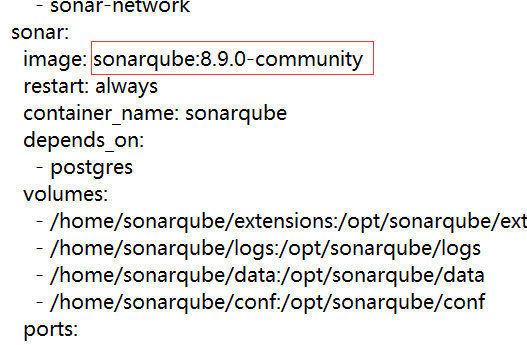 - sonar-network
sonar:
image: sonarqube:8.9.0-community
restart: always
container_name: sonarqube
depends_on:
- postgres
volumes:
- /home/sonarqube/extensions:/opt/sonarqube/ext
- /home/sonarqube/logs:/opt/sonarqube/logs
- /home/sonarqube/data:/opt/sonarqube/data
- /home/sonarqube/conf:/opt/sonarqube/conf
ports: